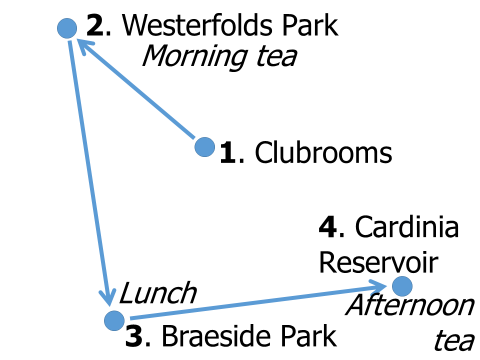 2. Westerfolds Park
Morning tea
1. Clubrooms
4. Cardinia
Reservoir
Afternoon
tea
Lunch
3. Braeside Park